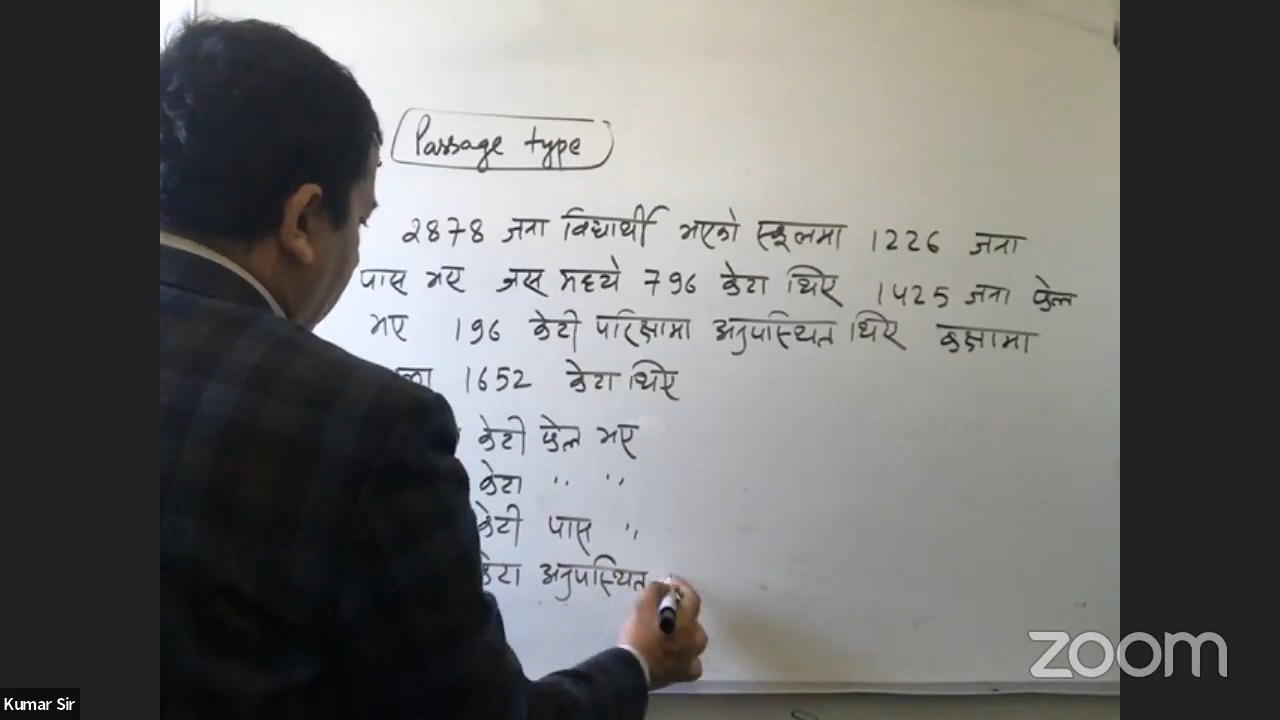 Passage type
2878 जना विद्यार्थी भएको स्कूलमा 1226 जना
पास भए जस मध्ये 796 केटा थिए 1425 जना फेल
भए 196 केटी परिक्षामा अनुपस्थित थिए कक्षामा
1652 केटा थिए
केटी फेल भए
केटा " "
केटी पास "
केटा अनुपस्थित
zoom
Kumar Sir